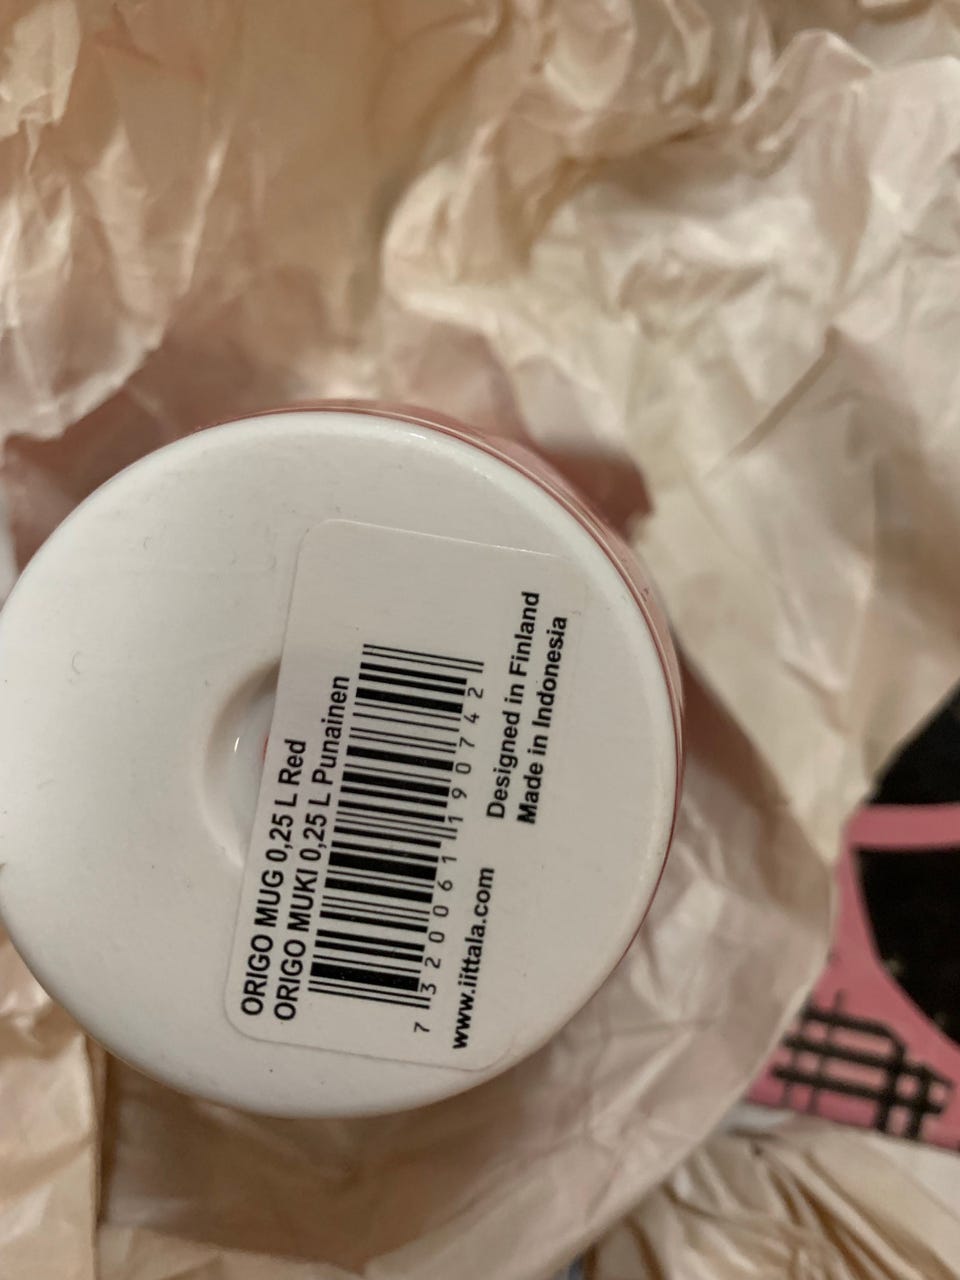 ORIGO MUG 0,25 L Red
ORIGO MUKI 0,25 L Punainen
7 320061 190742
www.iittala.com
Designed in Finland
Made in Indonesia